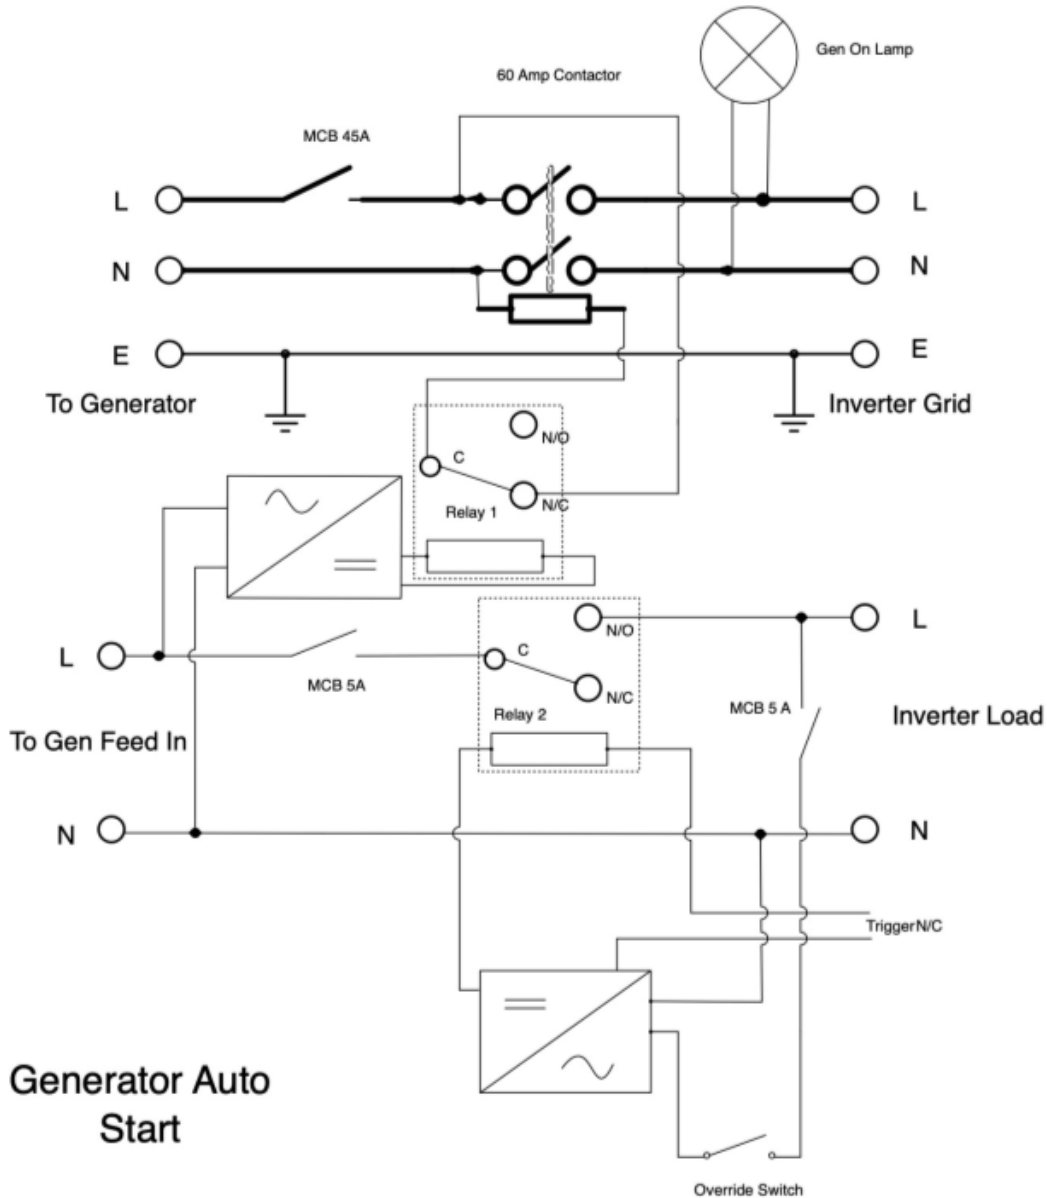 Gen On Lamp
60 Amp Contactor
MCB 45A
L
L
N
N
E
E
To Generator
Inverter Grid
N/O
C
N/C
Relay 1
N/O
L
L
C
MCB 5A
N/C
MCB 5 A
Relay 2
Inverter Load
To Gen Feed In
N
N
TriggerN/C
Generator Auto
Start
Override Switch